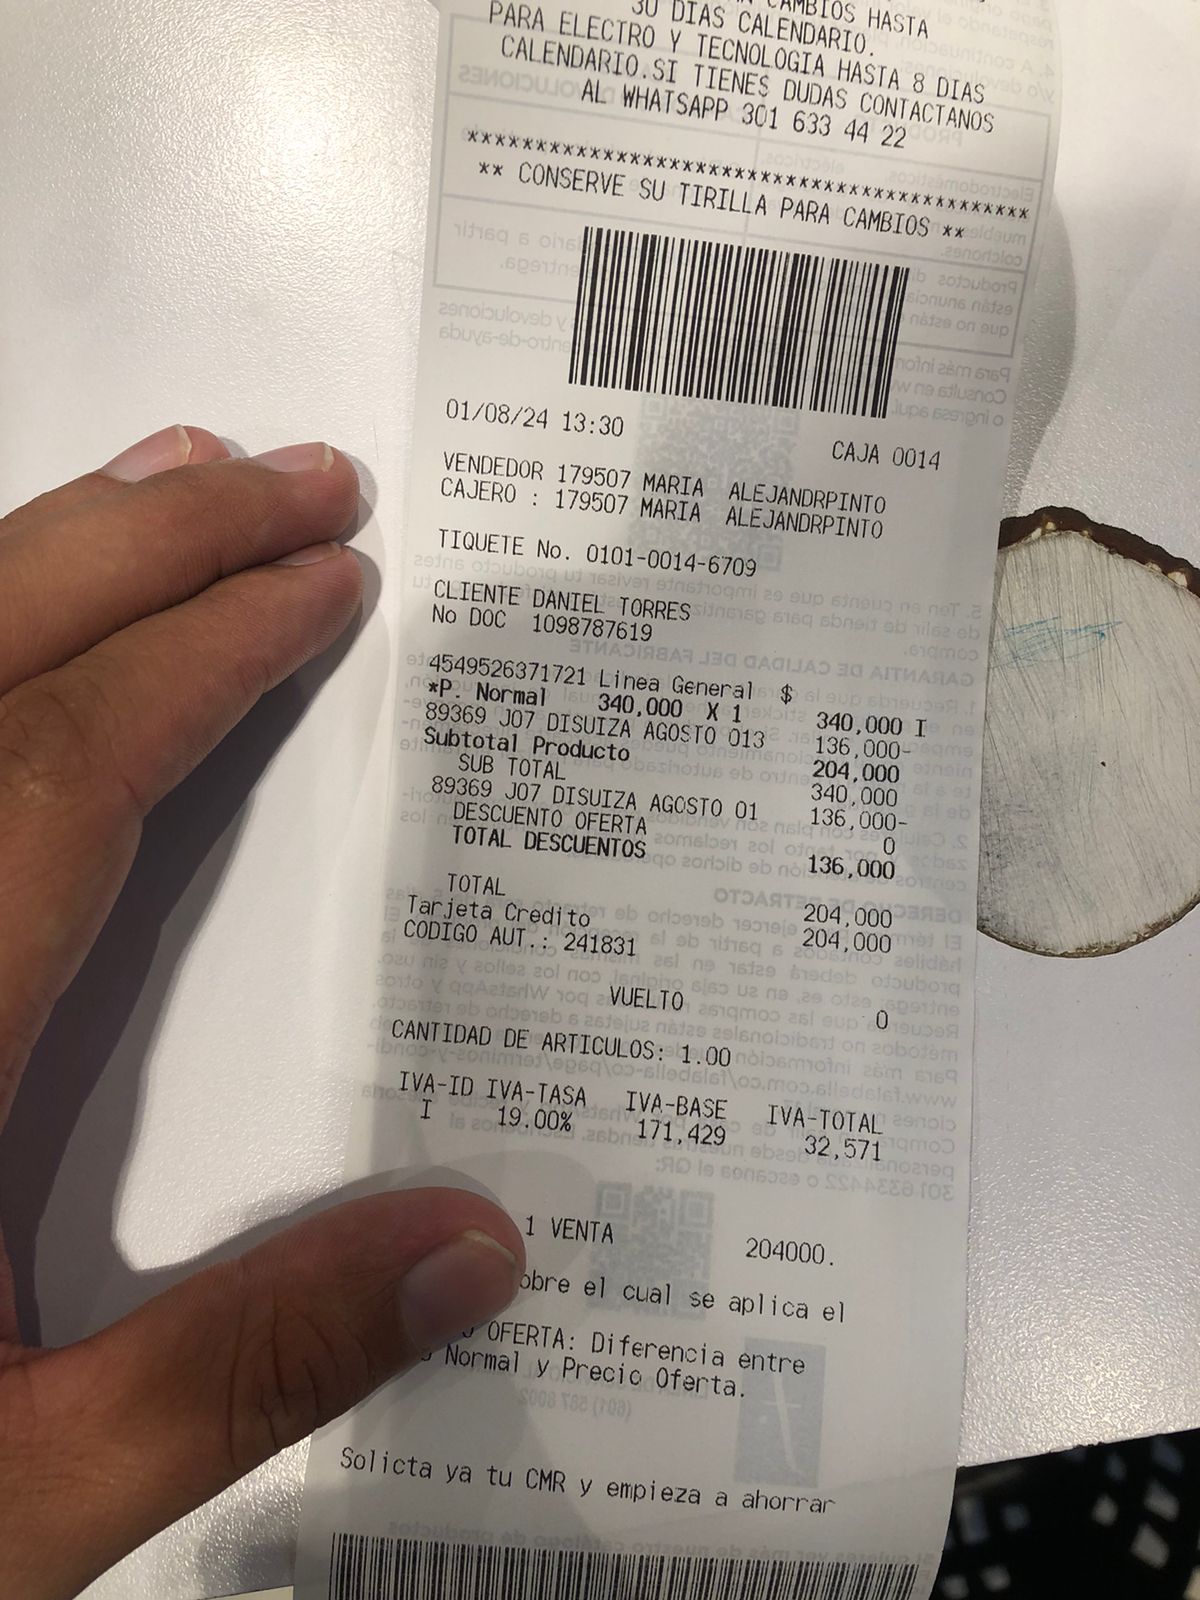 CAMBIOS HASTA
30 DIAS CALENDARIO.
PARA ELECTRO Y TECNOLOGIA HASTA 8 DIAS
CALENDARIO.SI TIENES DUDAS CONTACTANOS
AL WHATSAPP 301 633 44 22
******************************************
** CONSERVE SU TIRILLA PARA CAMBIOS **
01/08/24 13:30 CAJA 0014
VENDEDOR 179507 MARIA ALEJANDRPINTO
CAJERO : 179507 MARIA ALEJANDRPINTO
TIQUETE No. 0101-0014-6709
CLIENTE DANIEL TORRES
No DOC 1098787619
4549526371721 Linea General $ 340,000 I
*P. Normal 340,000 X 1
89369 J07 DISUIZA AGOSTO 013 136,000-
Subtotal Producto 204,000
SUB TOTAL 340,000
89369 J07 DISUIZA AGOSTO 01 136,000-
DESCUENTO OFERTA 0
TOTAL DESCUENTOS 136,000
TOTAL 204,000
Tarjeta Credito 204,000
CODIGO AUT.: 241831
VUELTO 0
CANTIDAD DE ARTICULOS: 1.00
IVA-ID IVA-TASA IVA-BASE IVA-TOTAL
I 19.00% 171,429 32,571
1 VENTA 204000.
el cual se aplica el
OFERTA: Diferencia entre
Normal y Precio Oferta.
Solicta ya tu CMR y empieza a ahorrar